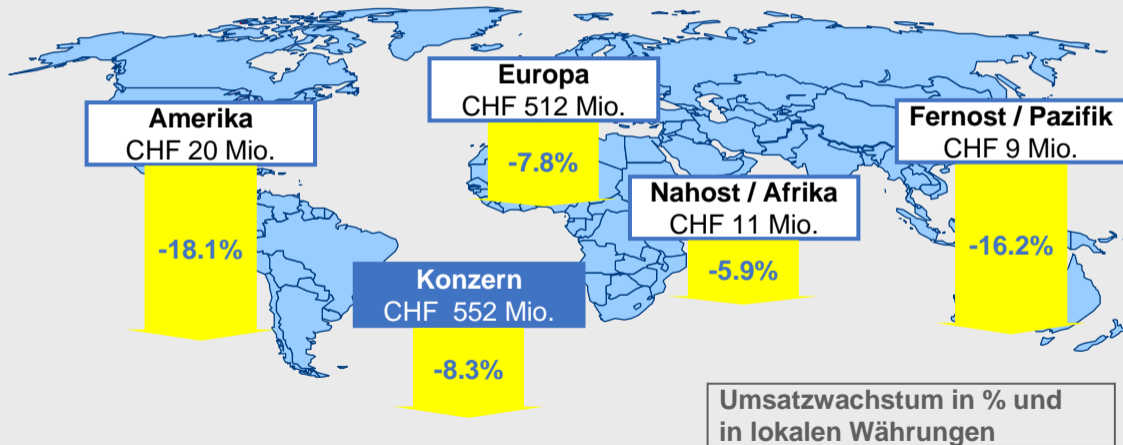 Europa
CHF 512 Mio.
-7.8%
Amerika
CHF 20 Mio.
-18.1%
Fernost / Pazifik
CHF 9 Mio.
-16.2%
Nahost / Afrika
CHF 11 Mio.
-5.9%
Konzern
CHF 552 Mio.
-8.3%
Umsatzwachstum in % und
in lokalen Währungen